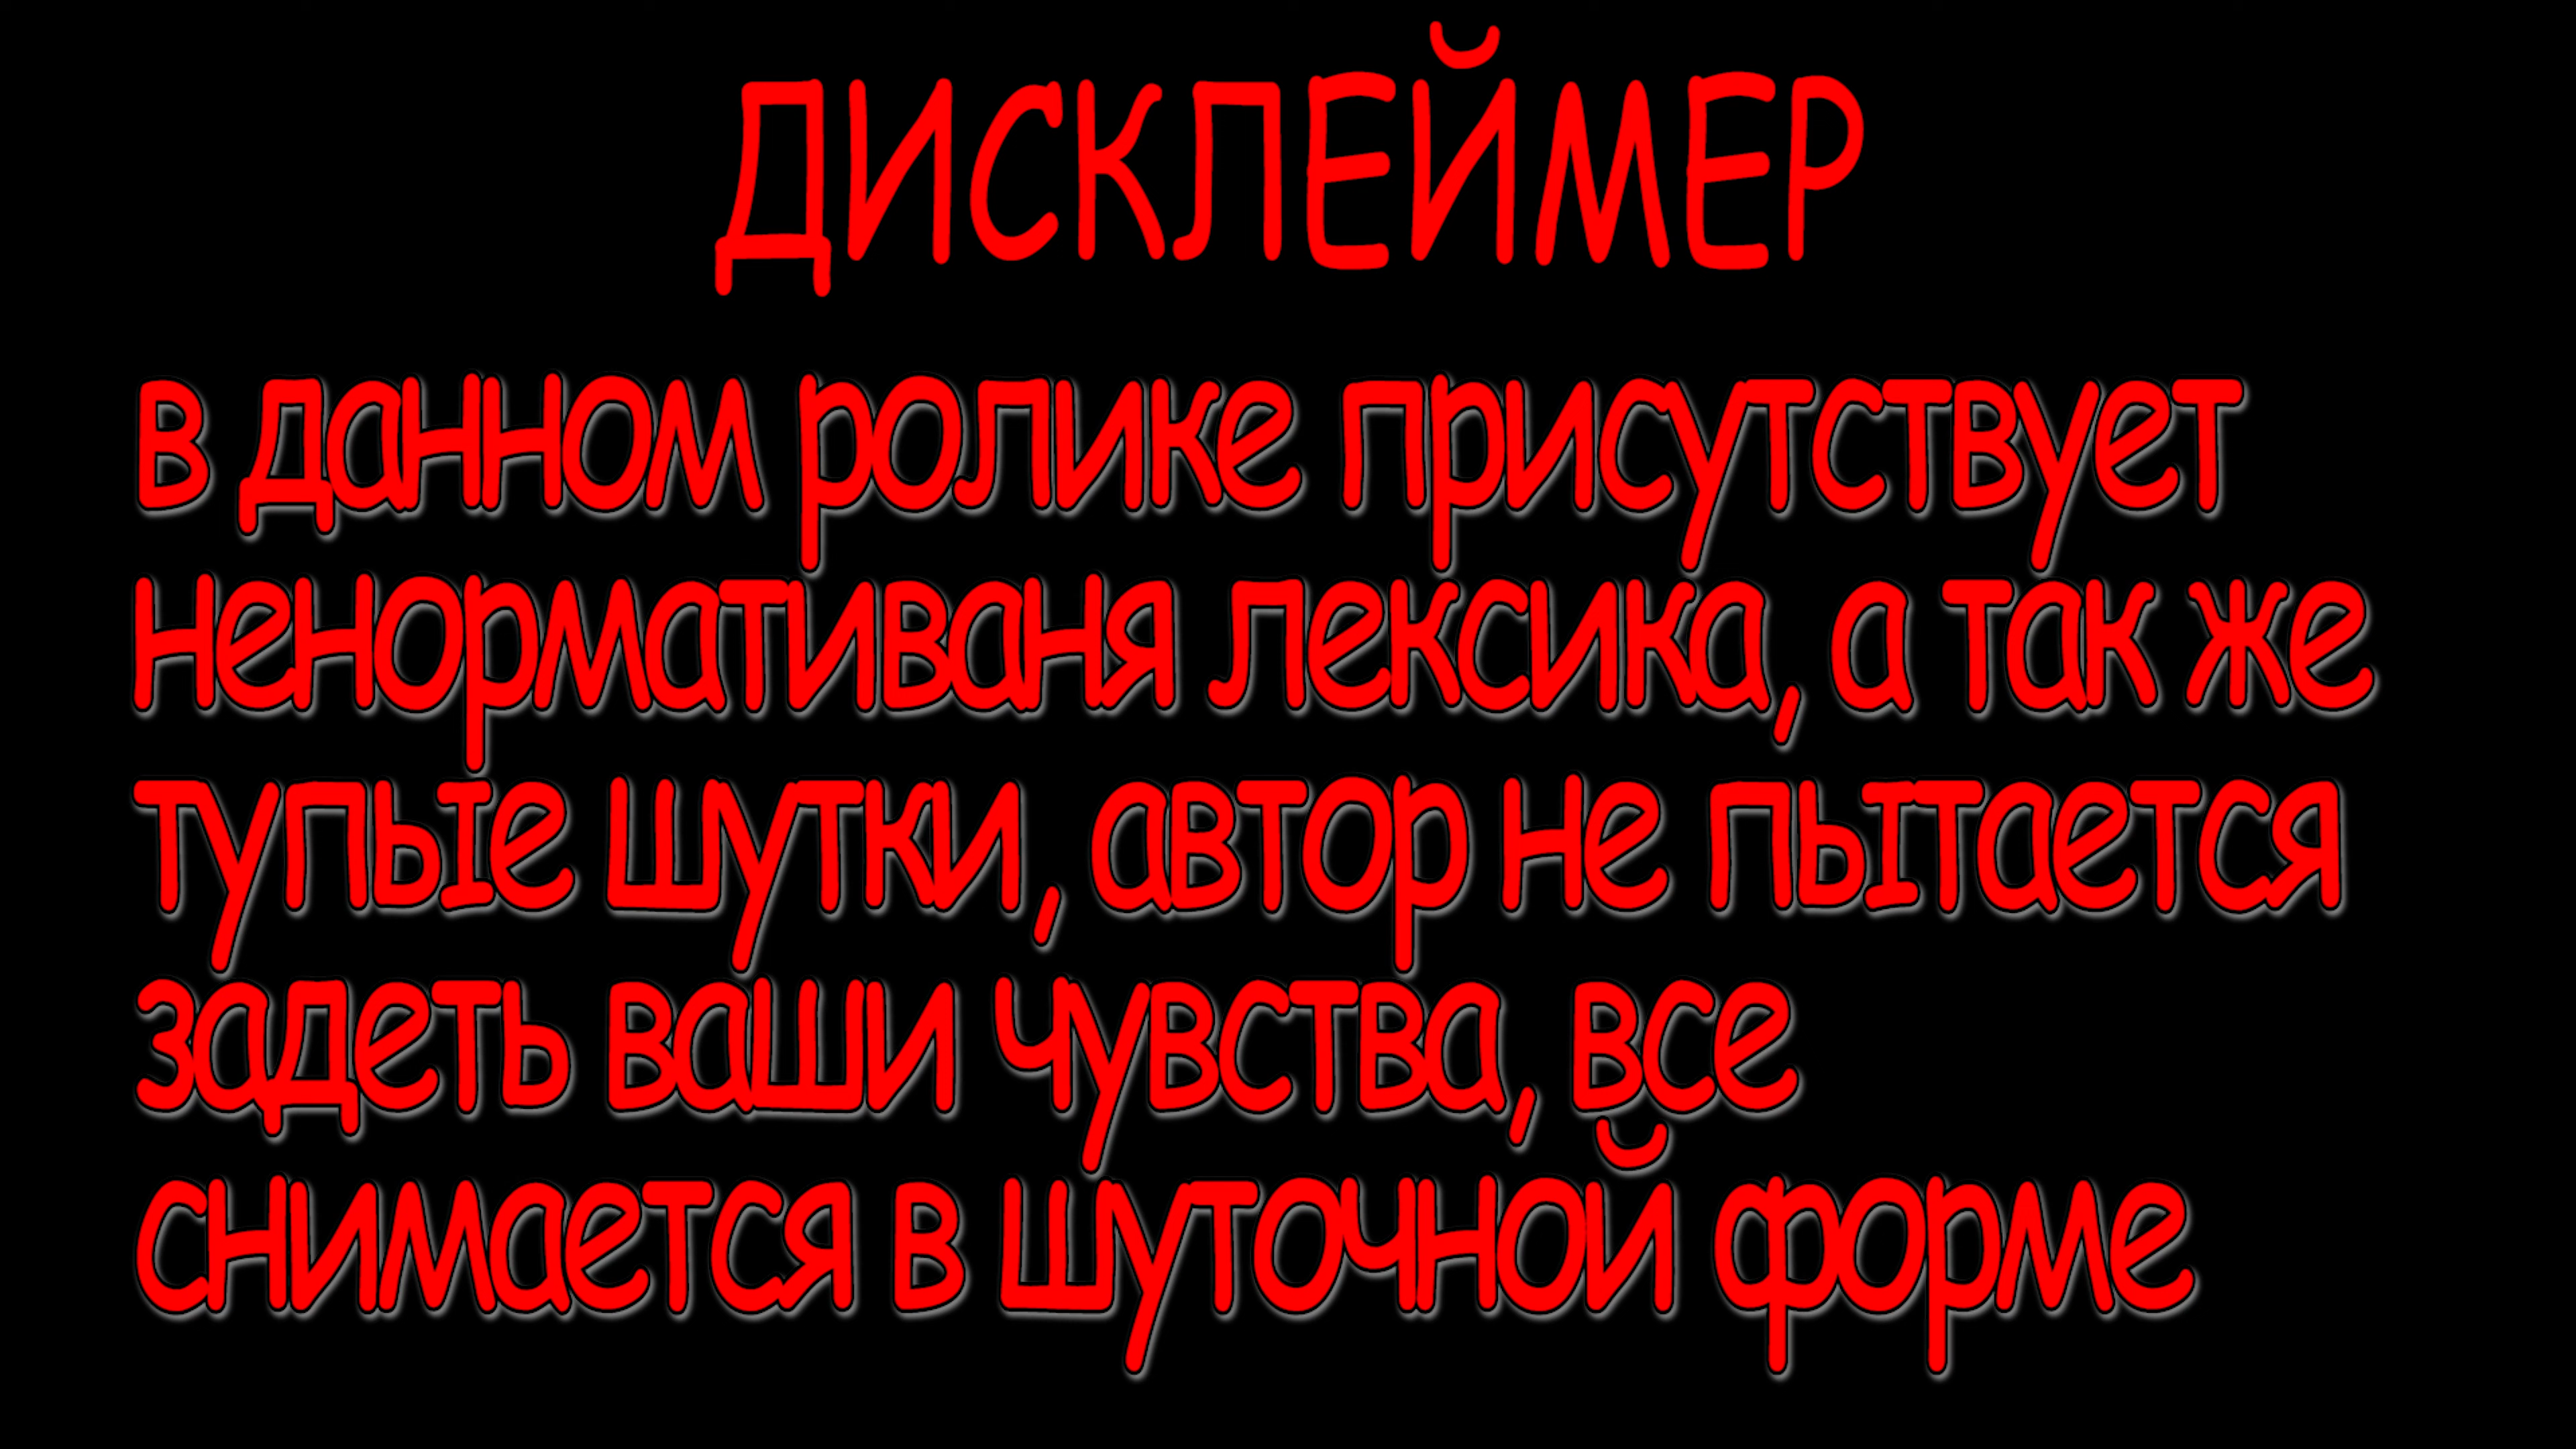 ДИСКЛЕЙМЕР
в данном ролике присутствует
ненормативаня лексика, а так же
тупые шутки, автор не пытается
задеть ваши чувства, все
снимается в шуточной форме